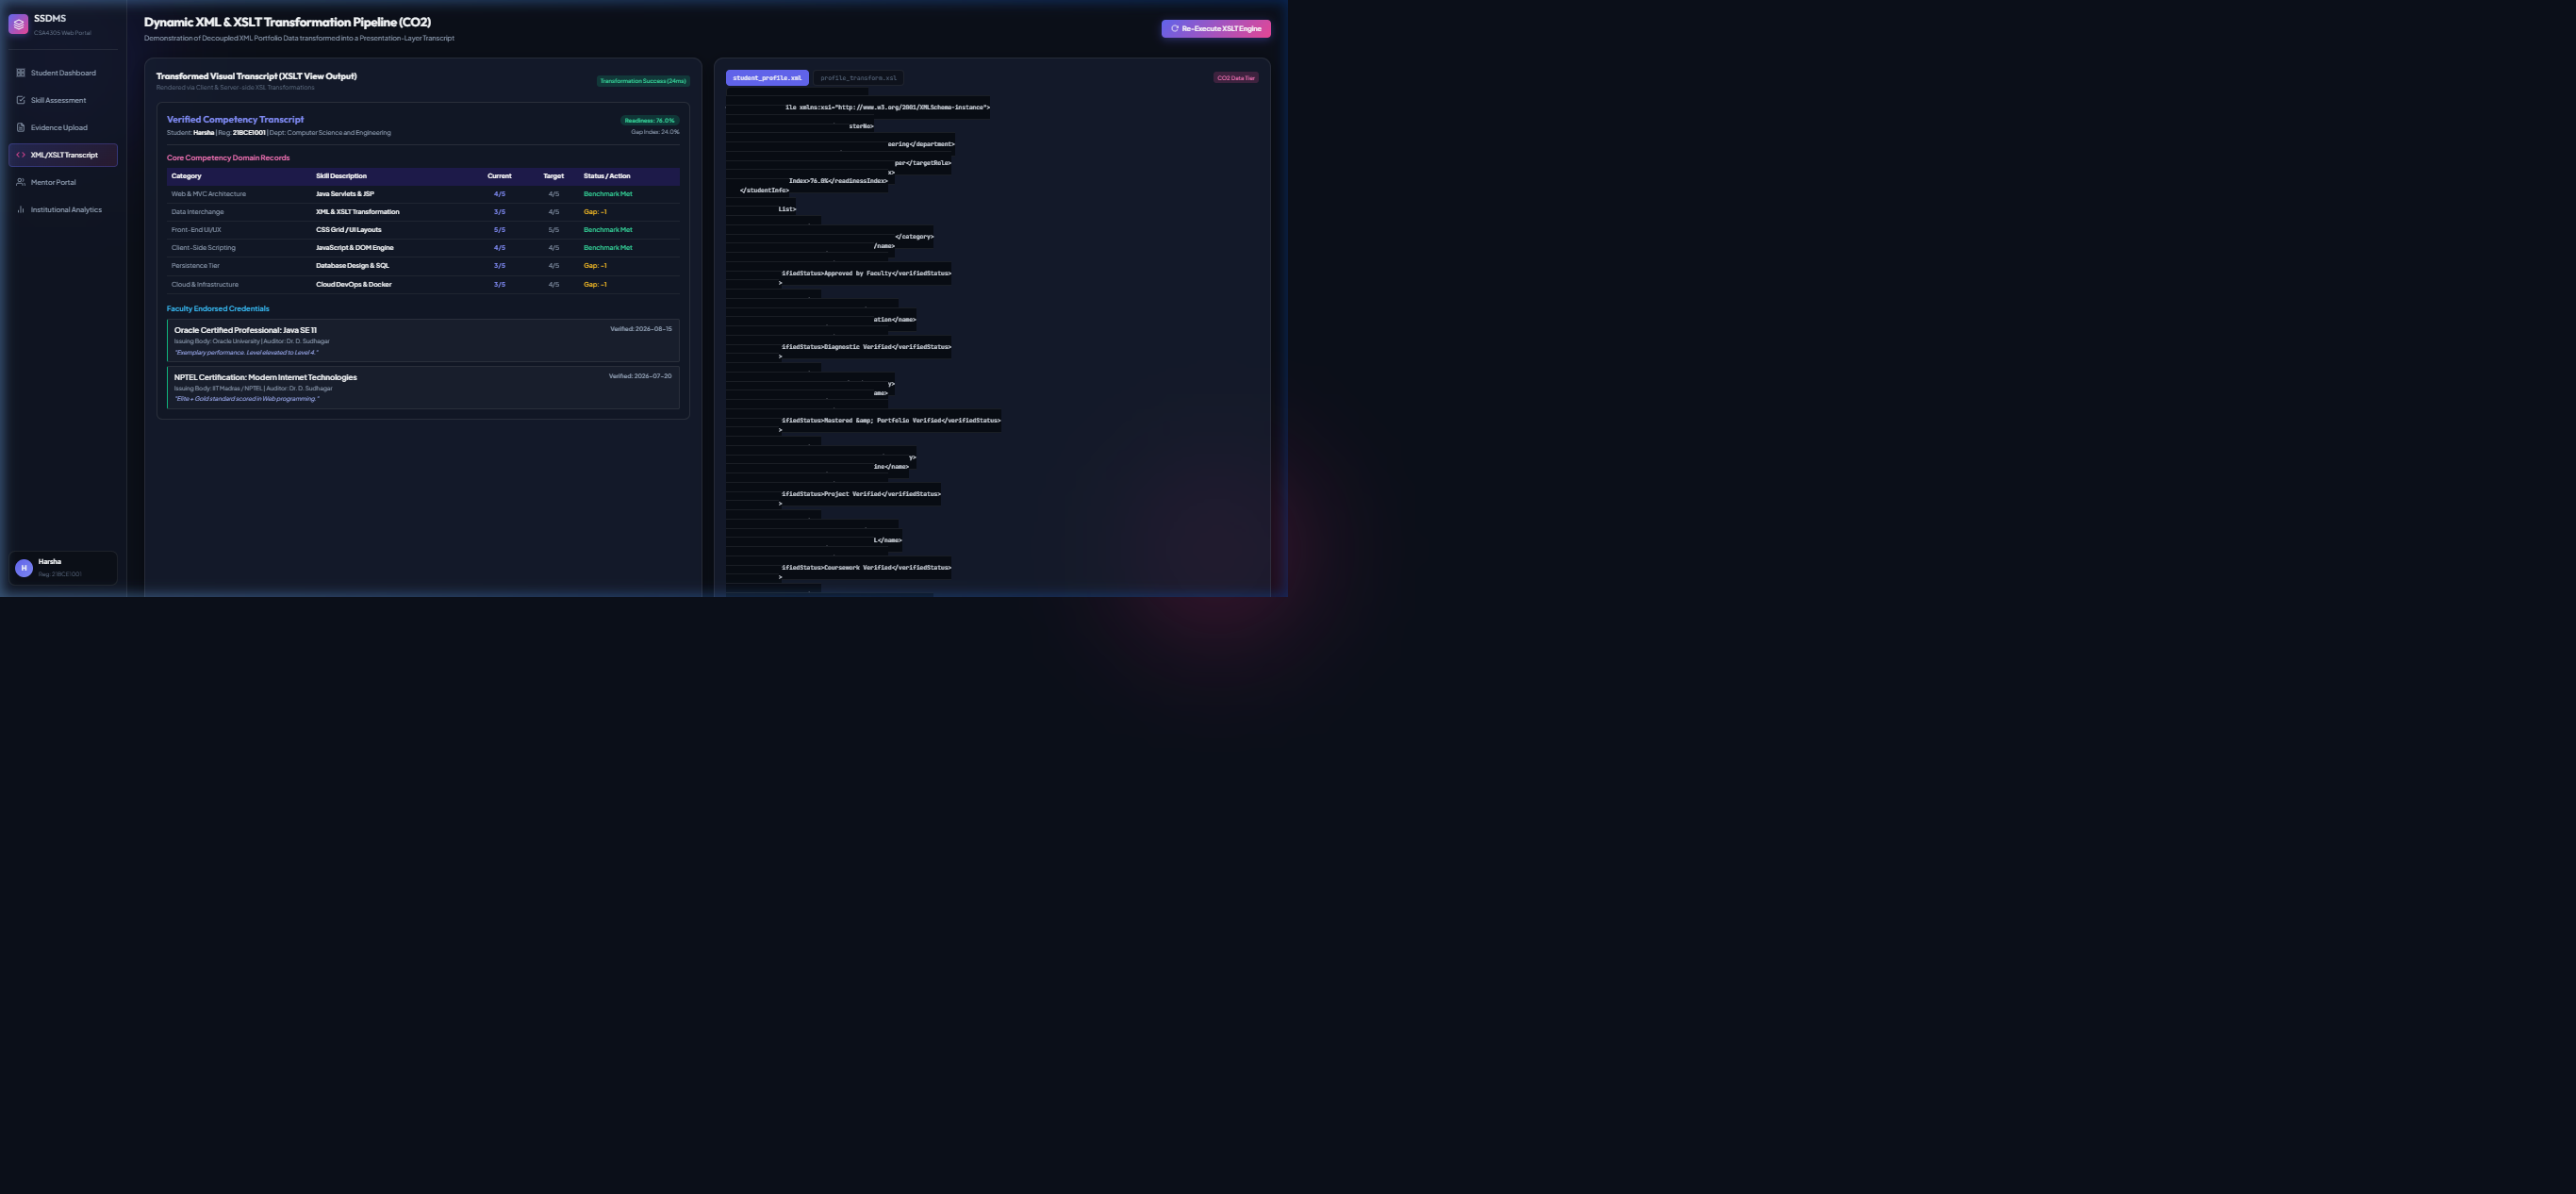 SSDMS
CSA4305 Web Portal
Student Dashboard
Skill Assessment
Evidence Upload
XML/XSLT Transcript
Mentor Portal
Institutional Analytics
Harsha
Reg: 21BCE1001
H
Dynamic XML & XSLT Transformation Pipeline (CO2)
Demonstration of Decoupled XML Portfolio Data transformed into a Presentation-Layer Transcript
Re-Execute XSLT Engine
Transformed Visual Transcript (XSLT View Output)
Rendered via Client & Server-side XSL Transformations
Transformation Success (24ms)
Verified Competency Transcript
Readiness: 76.0%
Student: Harsha | Reg: 21BCE1001 | Dept: Computer Science and Engineering
Gap Index: 24.0%
Core Competency Domain Records
Category Skill Description Current Target Status / Action
Web & MVC Architecture Java Servlets & JSP 4/5 4/5 Benchmark Met
Data Interchange XML & XSLT Transformation 3/5 4/5 Gap: -1
Front-End UI/UX CSS Grid / UI Layouts 5/5 5/5 Benchmark Met
Client-Side Scripting JavaScript & DOM Engine 4/5 4/5 Benchmark Met
Persistence Tier Database Design & SQL 3/5 4/5 Gap: -1
Cloud & Infrastructure Cloud DevOps & Docker 3/5 4/5 Gap: -1
Faculty Endorsed Credentials
Oracle Certified Professional: Java SE 11 Verified: 2026-08-15
Issuing Body: Oracle University | Auditor: Dr. D. Sudhagar
"Exemplary performance. Level elevated to Level 4."
NPTEL Certification: Modern Internet Technologies Verified: 2026-07-20
Issuing Body: IIT Madras / NPTEL | Auditor: Dr. D. Sudhagar
"Elite + Gold standard scored in Web programming."
student_profile.xml profile_transform.xsl
CO2 Data Tier
ile xmlns:xsi="http://www.w3.org/2001/XMLSchema-instance">
sterNo>
eering</department>
per</targetRole>
x>
Index>76.0%</readinessIndex>
</studentInfo>
List>
</category>
/name>
ifiedStatus>Approved by Faculty</verifiedStatus>
>
ation</name>
ifiedStatus>Diagnostic Verified</verifiedStatus>
>
y>
ame>
ifiedStatus>Mastered &amp; Portfolio Verified</verifiedStatus>
>
y>
ine</name>
ifiedStatus>Project Verified</verifiedStatus>
>
L</name>
ifiedStatus>Coursework Verified</verifiedStatus>
>